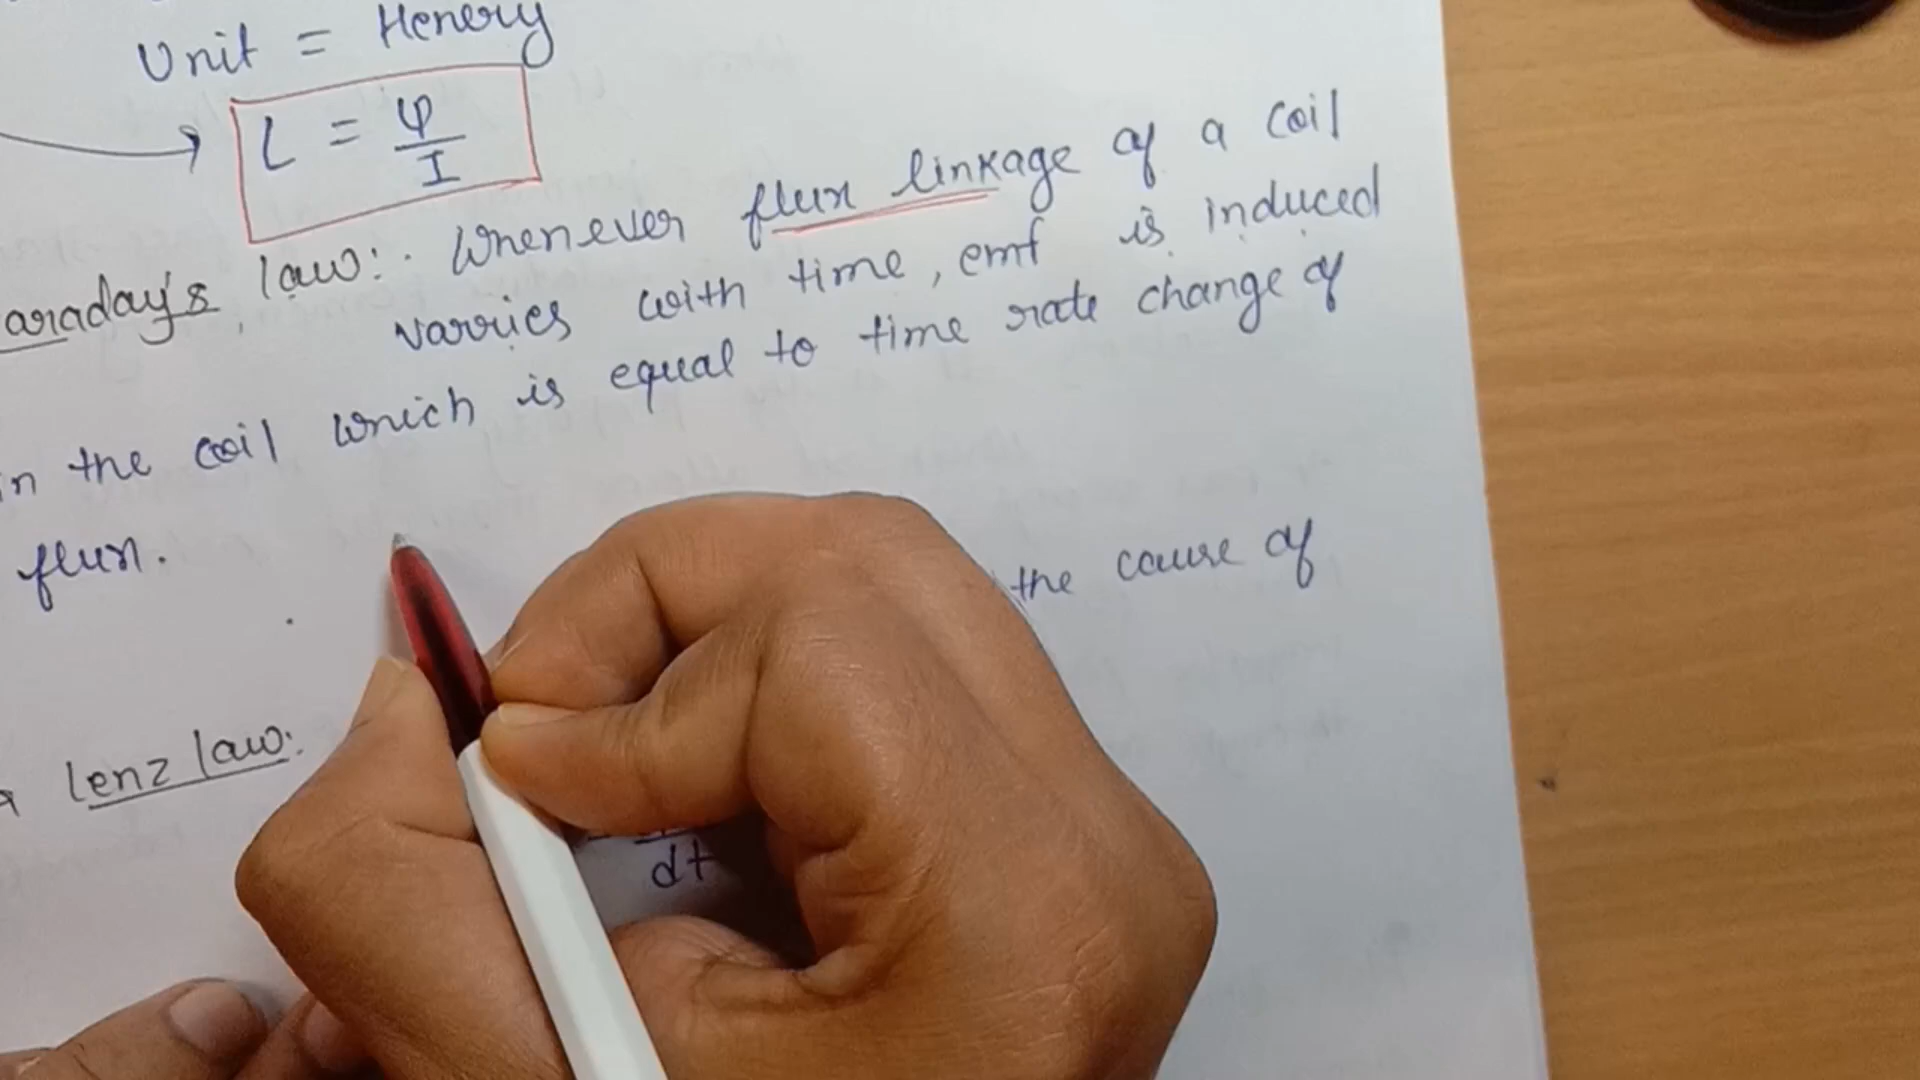 Unit = Henery
L = φ/I
araday's law:. Whenever flux linkage of a coil
varries with time, emf is induced
in the coil which is equal to time rate change of
flux.
the cause of
Lenz law:
dt